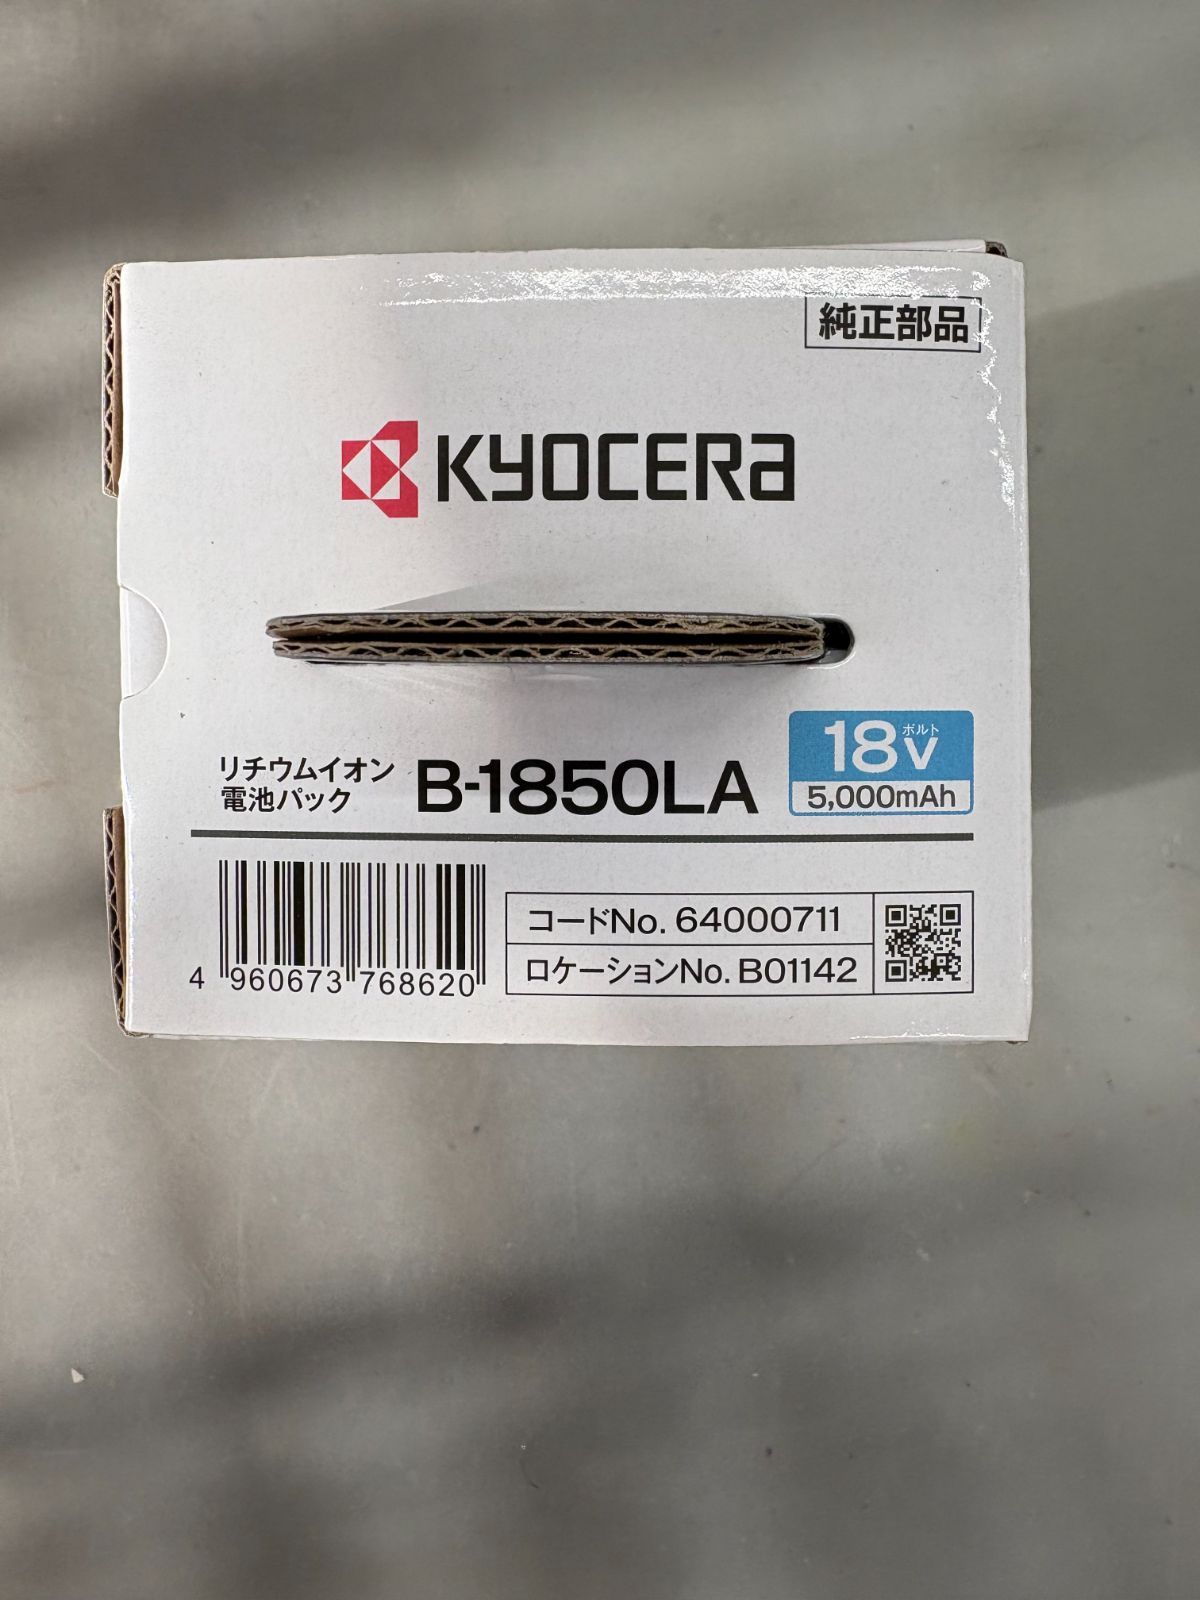 純正部品
KYOCERA
リチウムイオン
電池パック
B-1850LA
18V
ボルト
5,000mAh
4 960673 768620
コードNo. 64000711
ロケーションNo. B01142